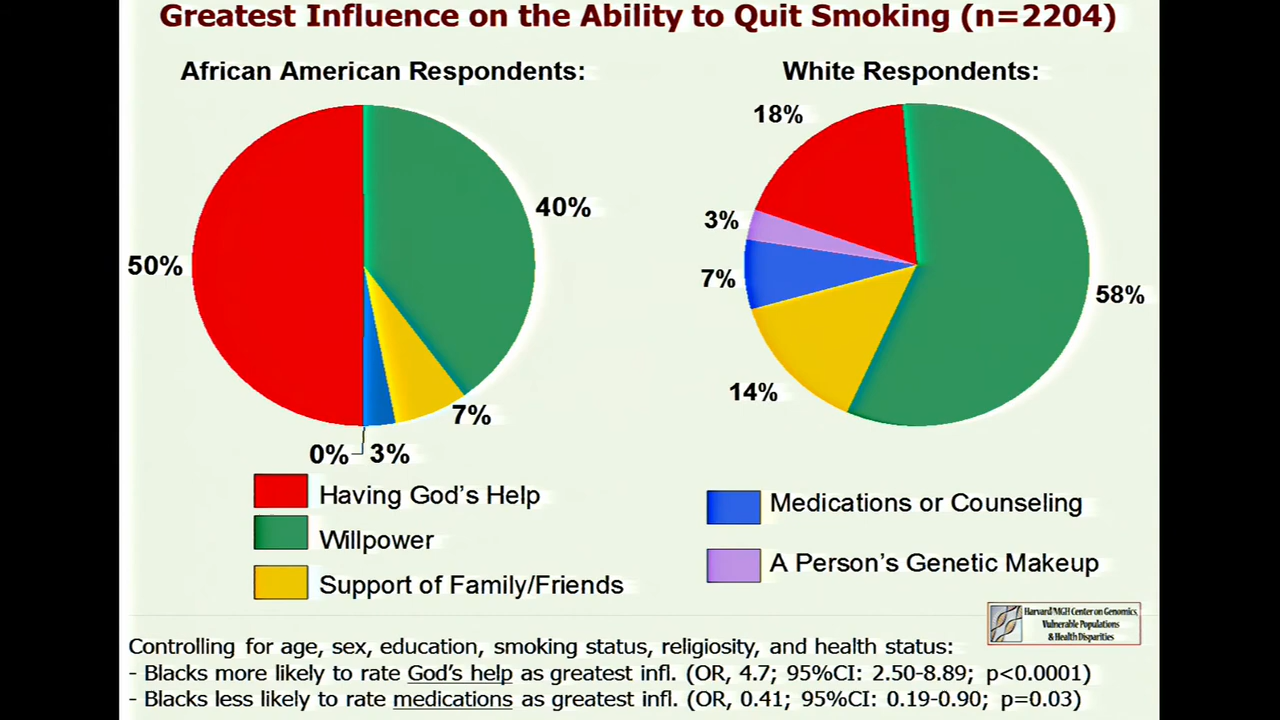 Greatest Influence on the Ability to Quit Smoking (n=2204)
African American Respondents:
White Respondents:
50%
40%
7%
0%
3%
18%
3%
7%
14%
58%
Having God's Help
Willpower
Support of Family/Friends
Medications or Counseling
A Person's Genetic Makeup
Harvard/MGH Center on Genomics,
Vulnerable Populations
& Health Disparities
Controlling for age, sex, education, smoking status, religiosity, and health status:
- Blacks more likely to rate God's help as greatest infl. (OR, 4.7; 95%CI: 2.50-8.89; p<0.0001)
- Blacks less likely to rate medications as greatest infl. (OR, 0.41; 95%CI: 0.19-0.90; p=0.03)